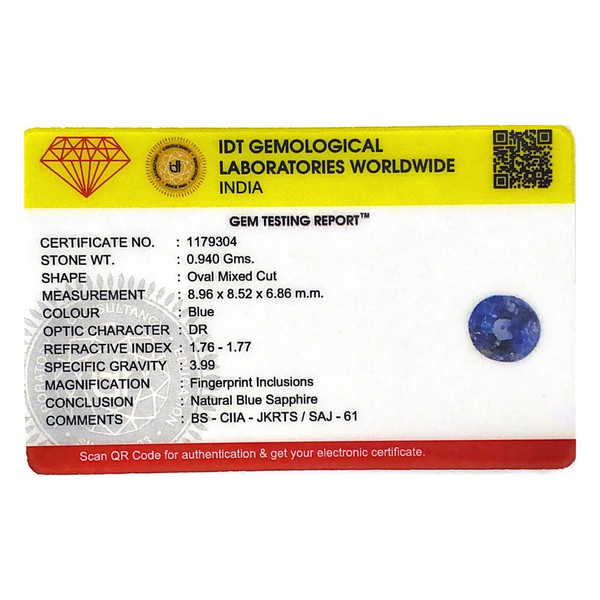 IDT GEMOLOGICAL
LABORATORIES WORLDWIDE
INDIA
GEM TESTING REPORT™
CERTIFICATE NO. : 1179304
STONE WT. : 0.940 Gms.
SHAPE : Oval Mixed Cut
MEASUREMENT : 8.96 x 8.52 x 6.86 m.m.
COLOUR : Blue
OPTIC CHARACTER : DR
REFRACTIVE INDEX : 1.76 - 1.77
SPECIFIC GRAVITY : 3.99
MAGNIFICATION : Fingerprint Inclusions
CONCLUSION : Natural Blue Sapphire
COMMENTS : BS - CIIA - JKRTS / SAJ - 61
Scan QR Code for authentication & get your electronic certificate.